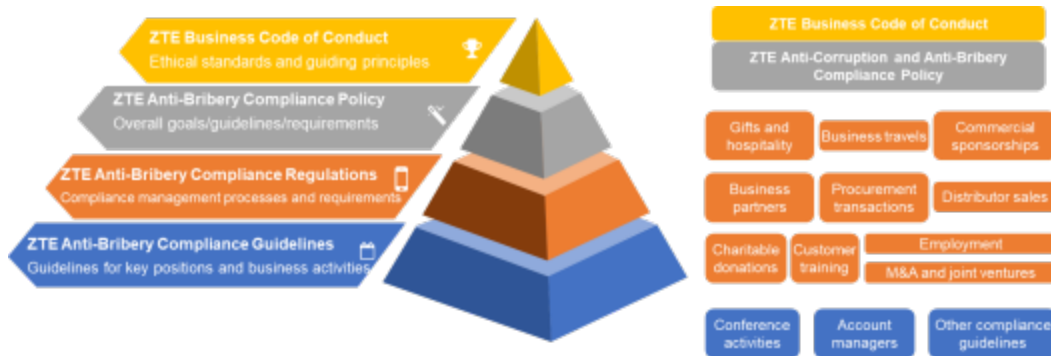 ZTE Business Code of Conduct
Ethical standards and guiding principles
ZTE Anti-Bribery Compliance Policy
Overall goals/guidelines/requirements
ZTE Anti-Bribery Compliance Regulations
Compliance management processes and requirements
ZTE Anti-Bribery Compliance Guidelines
Guidelines for key positions and business activities
ZTE Business Code of Conduct
ZTE Anti-Corruption and Anti-Bribery
Compliance Policy
Gifts and
hospitality
Business travels
Commercial
sponsorships
Business
partners
Procurement
transactions
Distributor sales
Charitable
donations
Customer
training
Employment
M&A and joint ventures
Conference
activities
Account
managers
Other compliance
guidelines